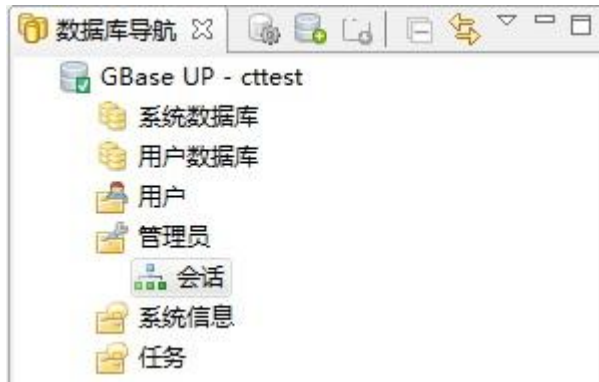 数据库导航
GBase UP - cttest
系统数据库
用户数据库
用户
管理员
会话
系统信息
任务